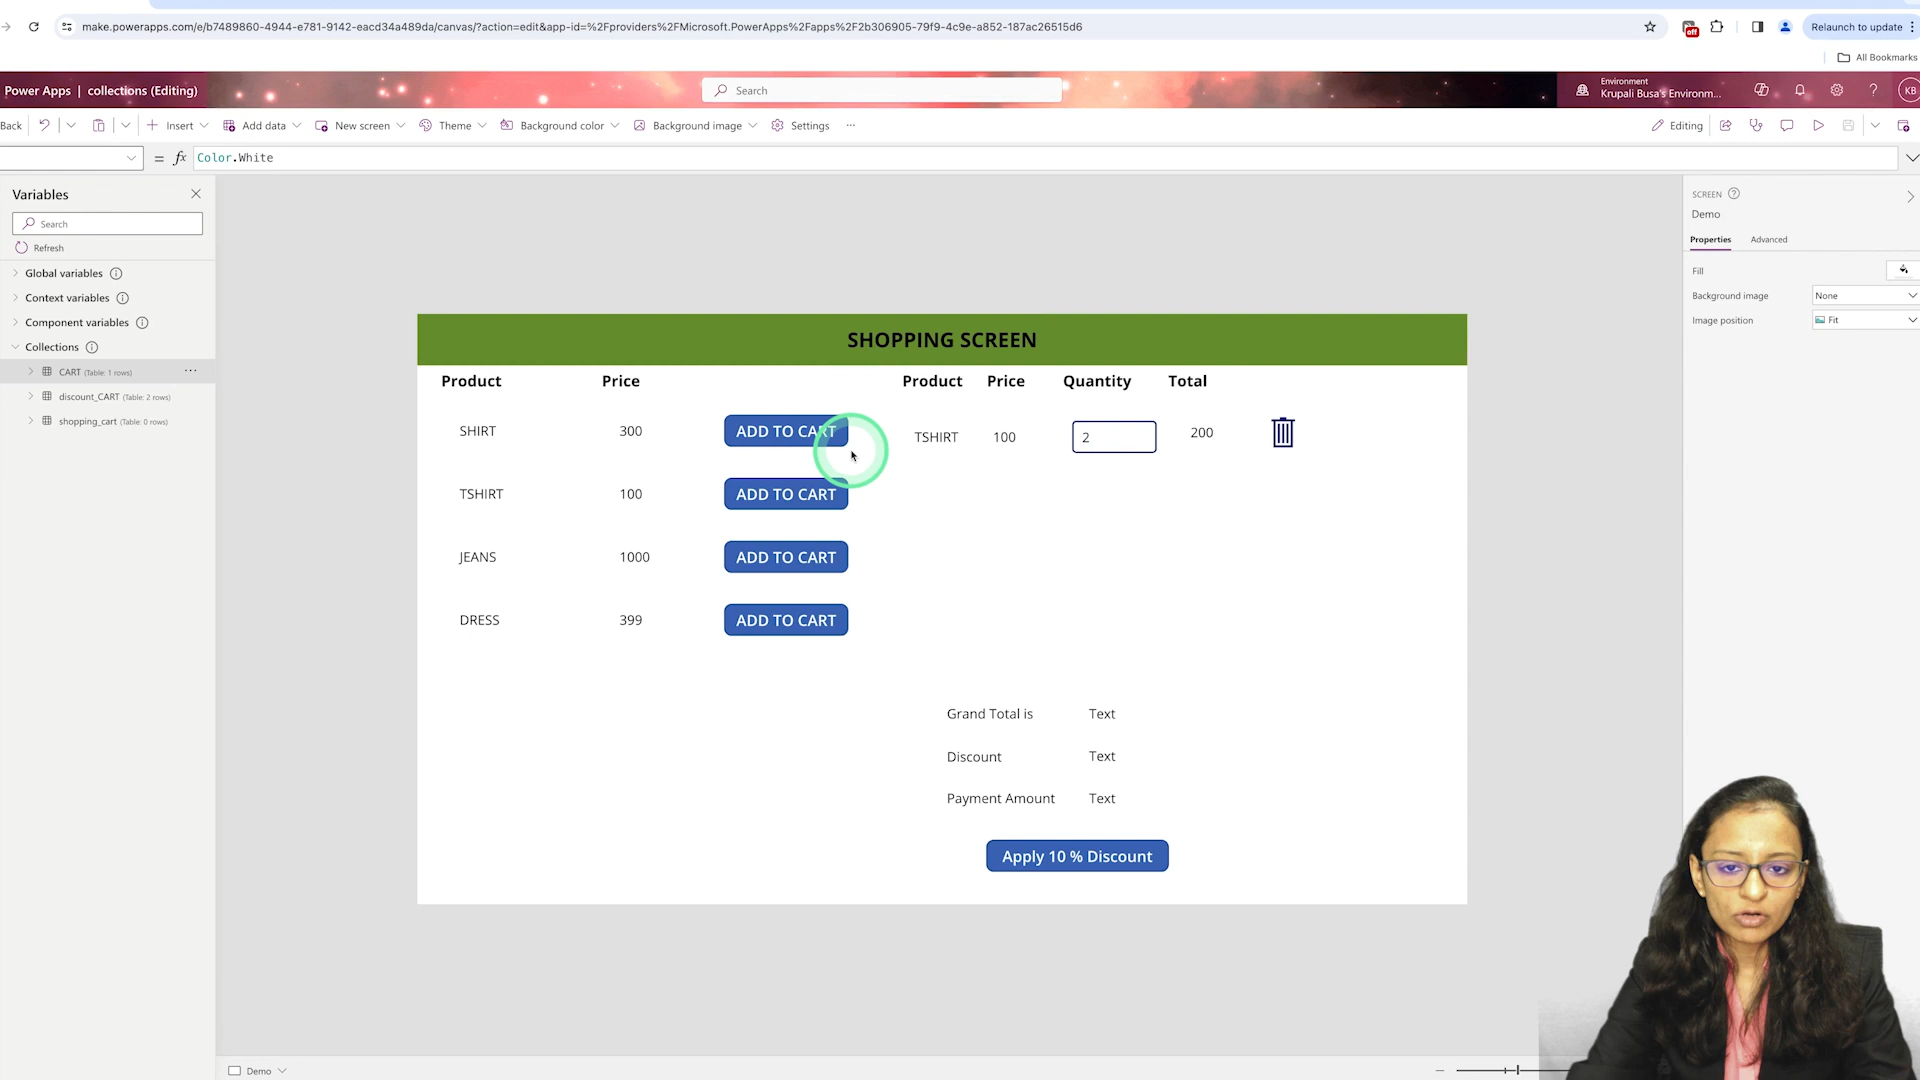 make.powerapps.com/e/b7489860-4944-e781-9142-eacd34a489da/canvas/?action=edit&app-id=%2Fproviders%2FMicrosoft.PowerApps%2Fapps%2F2b306905-79f9-4c9e-a852-187ac26515d6
off
Relaunch to update
All Bookmarks
Power Apps | collections (Editing)
Search
Environment
Krupali Busa's Environm...
KB
Back
Insert
Add data
New screen
Theme
Background color
Background image
Settings
...
Editing
= fx Color.White
Variables
Search
Refresh
Global variables
Context variables
Component variables
Collections
CART (Table: 1 rows) ...
discount_CART (Table: 2 rows)
shopping_cart (Table: 0 rows)
SHOPPING SCREEN
Product Price
SHIRT 300 ADD TO CART
TSHIRT 100 ADD TO CART
JEANS 1000 ADD TO CART
DRESS 399 ADD TO CART
Product Price Quantity Total
TSHIRT 100 2 200
Grand Total is Text
Discount Text
Payment Amount Text
Apply 10 % Discount
SCREEN
Demo
Properties Advanced
Fill
Background image None
Image position Fit
Demo